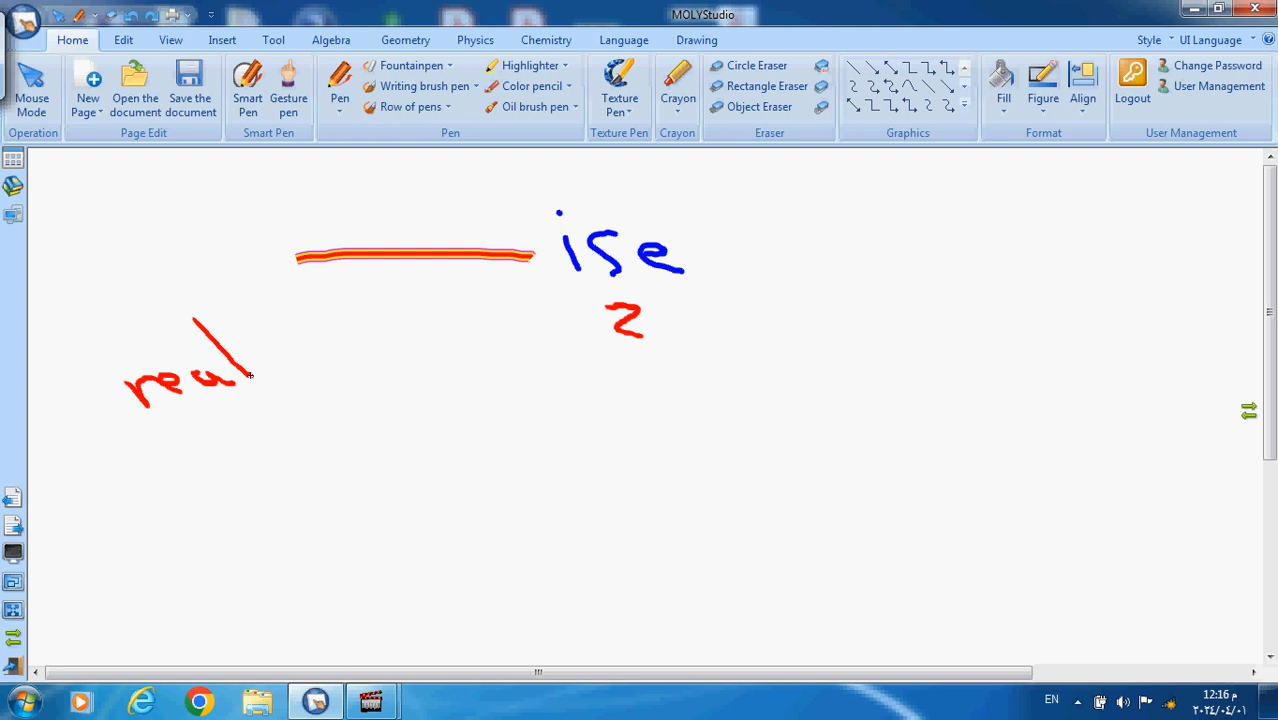 MOLYStudio
Home Edit View Insert Tool Algebra Geometry Physics Chemistry Language Drawing Style UI Language
Mouse Mode
Operation
New Page
Open the document
Save the document
Page Edit
Smart Pen
Gesture pen
Smart Pen
Pen
Fountainpen
Writing brush pen
Row of pens
Highlighter
Color pencil
Oil brush pen
Pen
Texture Pen
Texture Pen
Crayon
Crayon
Circle Eraser
Rectangle Eraser
Object Eraser
Eraser
Graphics
Fill
Figure
Align
Format
Logout
Change Password
User Management
User Management
ise
z
real
EN
12:16 م
٢٠٢٤/٠٤/٠١